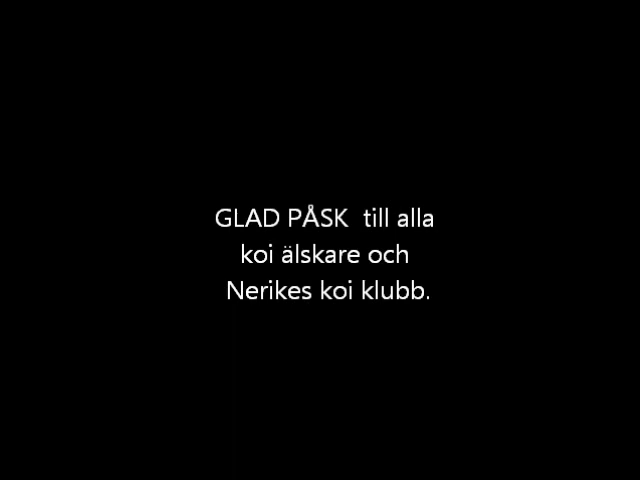 GLAD PÅSK  till alla
koi älskare och
Nerikes koi klubb.